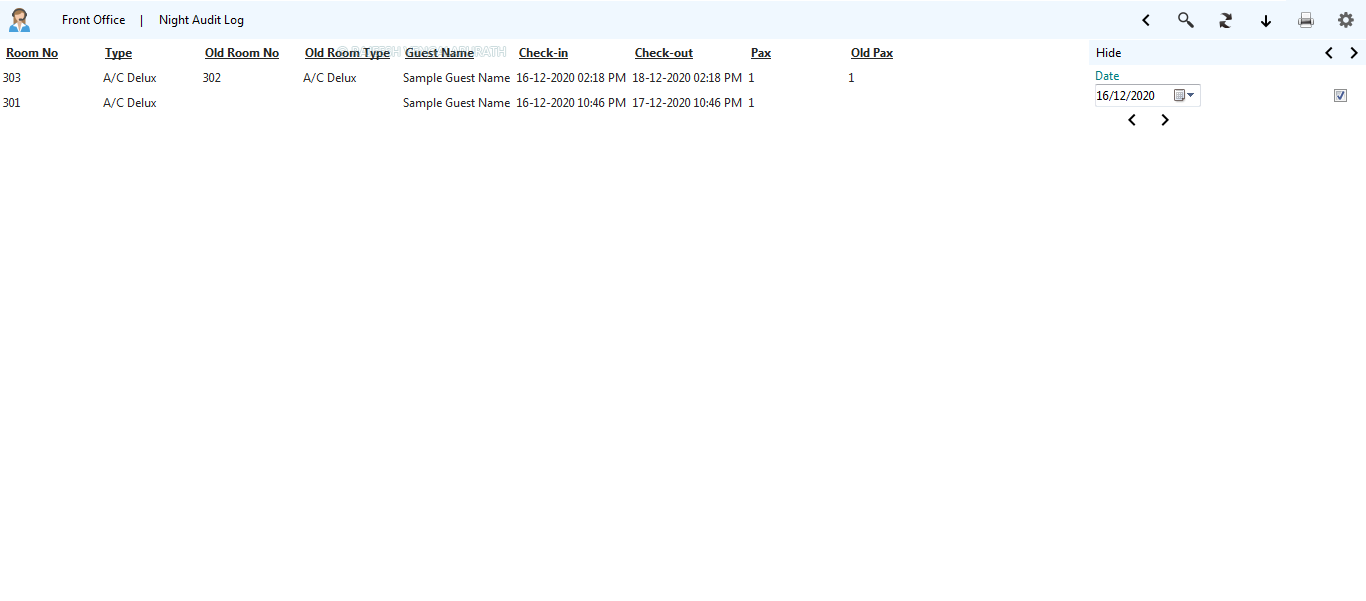 Front Office | Night Audit Log
Room No Type Old Room No Old Room Type Guest Name Check-in Check-out Pax Old Pax Hide
303 A/C Delux 302 A/C Delux Sample Guest Name 16-12-2020 02:18 PM 18-12-2020 02:18 PM 1 1 Date
16/12/2020
301 A/C Delux Sample Guest Name 16-12-2020 10:46 PM 17-12-2020 10:46 PM 1